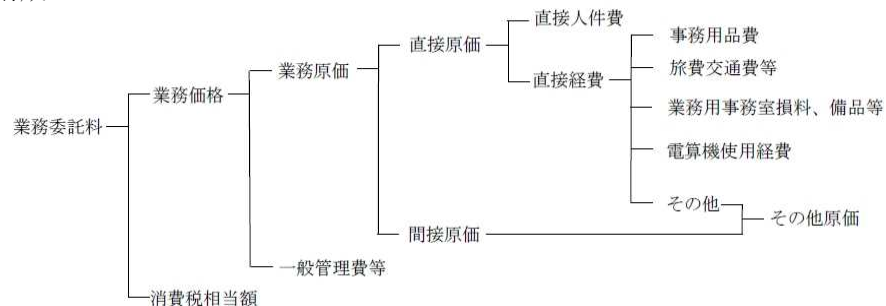 直接人件費
直接原価
事務用品費
業務原価
旅費交通費等
業務価格
直接経費
業務用事務室損料、備品等
業務委託料
電算機使用経費
その他
その他原価
間接原価
一般管理費等
消費税相当額